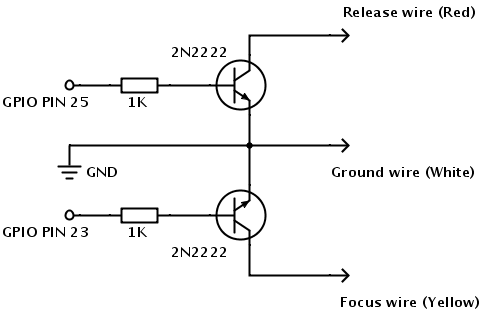 Release wire (Red)
2N2222
GPIO PIN 25
1K
GND
Ground wire (White)
GPIO PIN 23
1K
2N2222
Focus wire (Yellow)